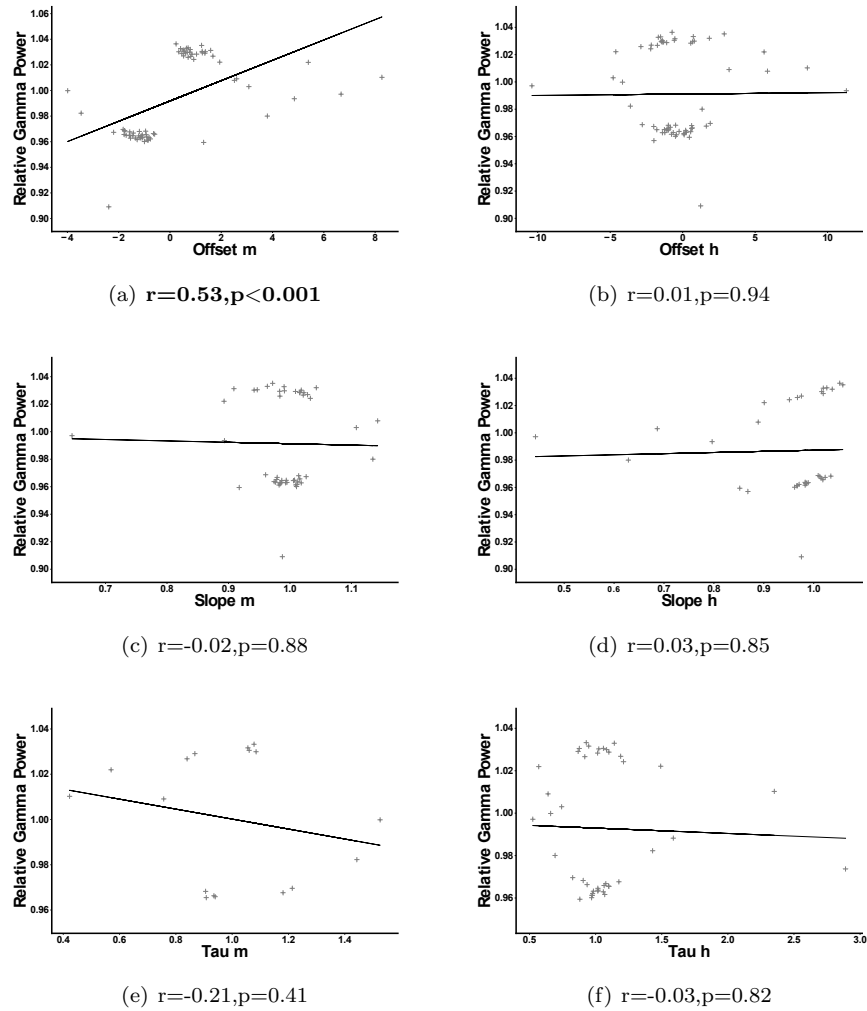 1.06
1.04
1.02
1.00
0.98
0.96
0.94
0.92
0.90
Relative Gamma Power
−4 −2 0 2 4 6 8
Offset m
(a) r=0.53,p<0.001
1.04
1.02
1.00
0.98
0.96
0.94
0.92
0.90
Relative Gamma Power
−10 −5 0 5 10
Offset h
(b) r=0.01,p=0.94
1.04
1.02
1.00
0.98
0.96
0.94
0.92
0.90
Relative Gamma Power
0.7 0.8 0.9 1.0 1.1
Slope m
(c) r=-0.02,p=0.88
1.04
1.02
1.00
0.98
0.96
0.94
0.92
0.90
Relative Gamma Power
0.5 0.6 0.7 0.8 0.9 1.0
Slope h
(d) r=0.03,p=0.85
1.04
1.02
1.00
0.98
0.96
Relative Gamma Power
0.4 0.6 0.8 1.0 1.2 1.4
Tau m
(e) r=-0.21,p=0.41
1.04
1.02
1.00
0.98
0.96
Relative Gamma Power
0.5 1.0 1.5 2.0 2.5 3.0
Tau h
(f) r=-0.03,p=0.82